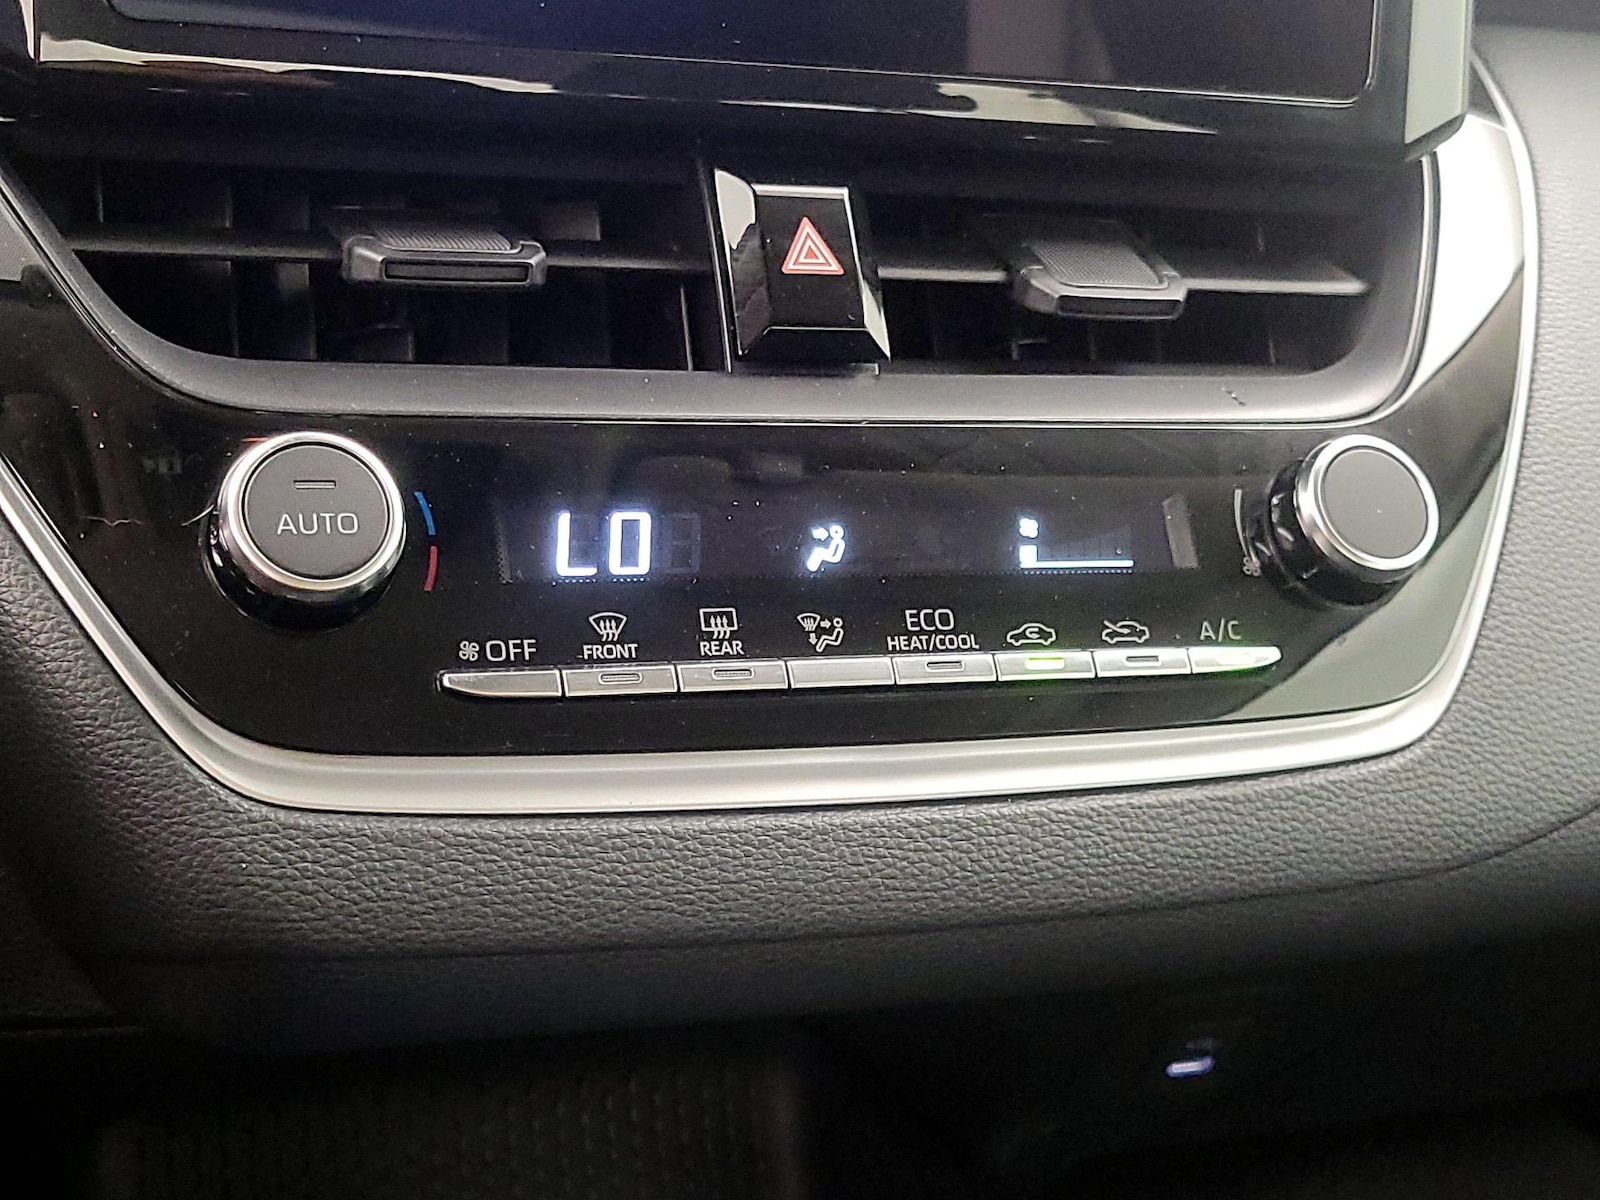 AUTO
LO
OFF
FRONT
REAR
ECO
HEAT/COOL
A/C